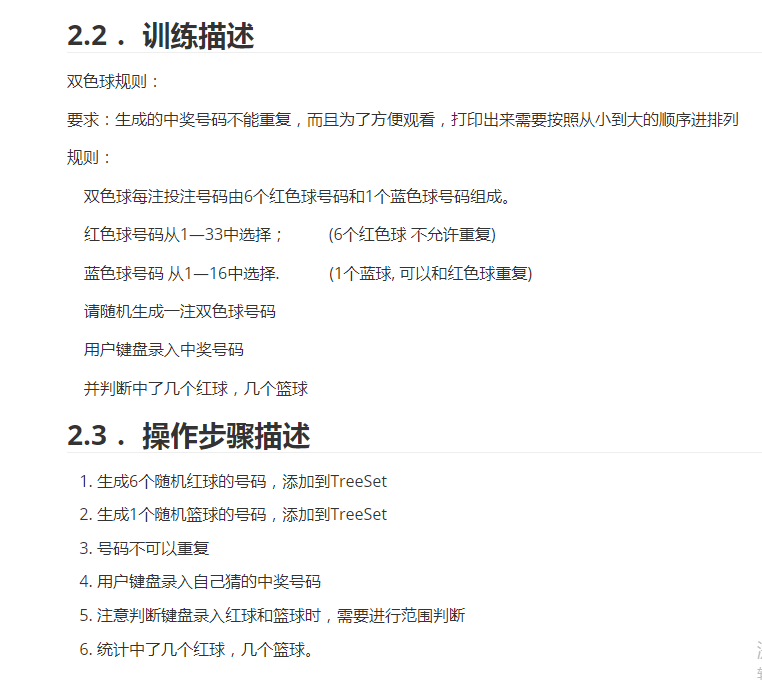 2.2． 训练描述
双色球规则：
要求：生成的中奖号码不能重复，而且为了方便观看，打印出来需要按照从小到大的顺序进排列
规则：
双色球每注投注号码由6个红色球号码和1个蓝色球号码组成。
红色球号码从1—33中选择； (6个红色球 不允许重复)
蓝色球号码 从1—16中选择. (1个蓝球, 可以和红色球重复)
请随机生成一注双色球号码
用户键盘录入中奖号码
并判断中了几个红球，几个篮球
2.3． 操作步骤描述
1. 生成6个随机红球的号码，添加到TreeSet
2. 生成1个随机篮球的号码，添加到TreeSet
3. 号码不可以重复
4. 用户键盘录入自己猜的中奖号码
5. 注意判断键盘录入红球和篮球时，需要进行范围判断
6. 统计中了几个红球，几个篮球。